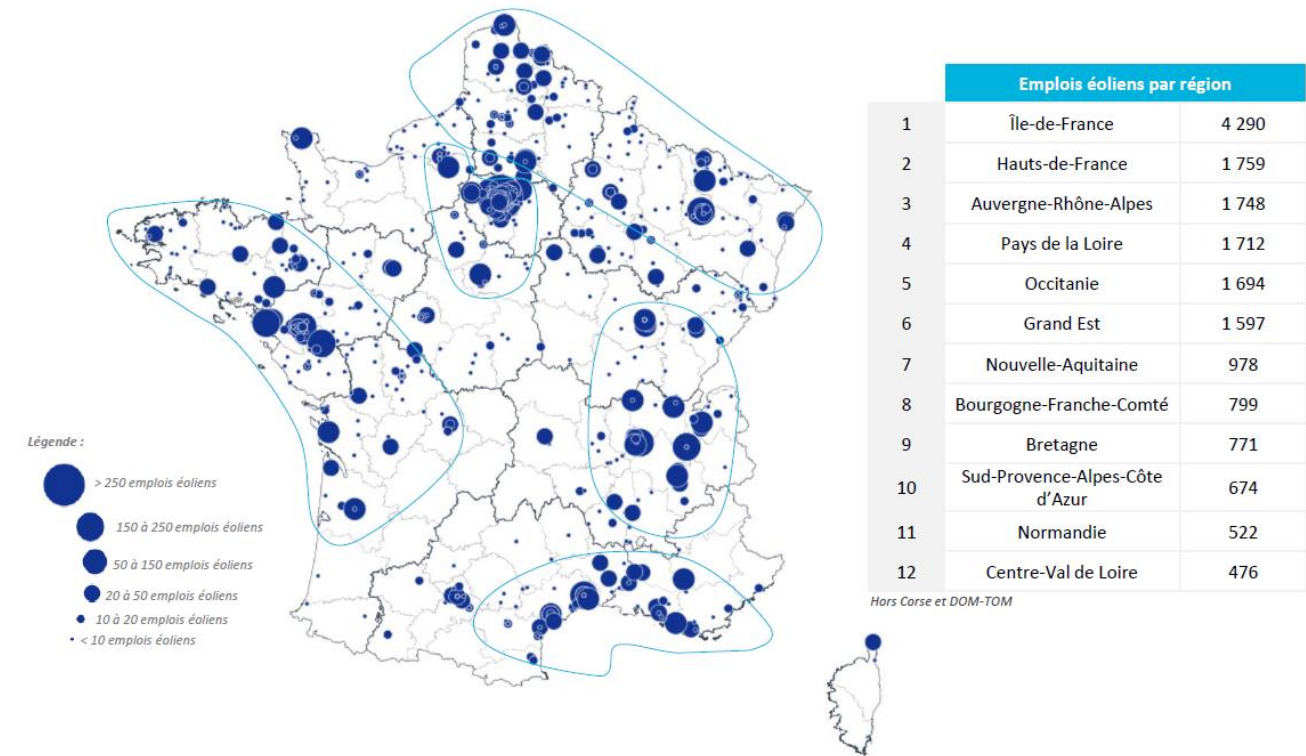 Emplois éoliens par région
1 Île-de-France 4 290
2 Hauts-de-France 1 759
3 Auvergne-Rhône-Alpes 1 748
4 Pays de la Loire 1 712
5 Occitanie 1 694
6 Grand Est 1 597
7 Nouvelle-Aquitaine 978
8 Bourgogne-Franche-Comté 799
9 Bretagne 771
10 Sud-Provence-Alpes-Côte
d’Azur 674
11 Normandie 522
12 Centre-Val de Loire 476
Hors Corse et DOM-TOM
Légende :
> 250 emplois éoliens
150 à 250 emplois éoliens
50 à 150 emplois éoliens
20 à 50 emplois éoliens
10 à 20 emplois éoliens
< 10 emplois éoliens